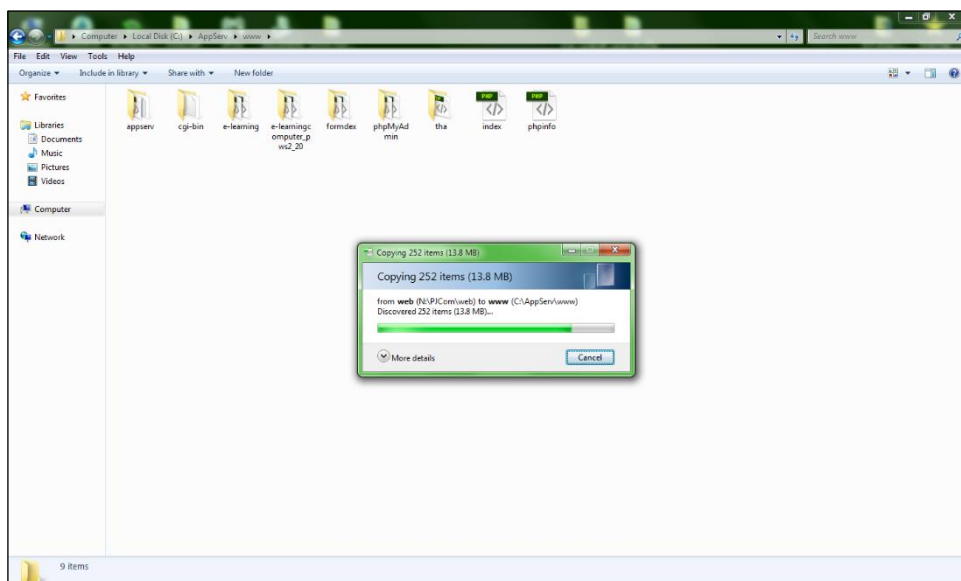 Computer ▸ Local Disk (C:) ▸ AppServ ▸ www ▸
Search www
File Edit View Tools Help
Organize ▾ Include in library ▾ Share with ▾ New folder
Favorites
Libraries
Documents
Music
Pictures
Videos
Computer
Network
appserv
cgi-bin
e-learning
e-learningc
omputer_p
ws2_20
formdex
phpMyAd
min
tha
PHP
index
PHP
phpinfo
Copying 252 items (13.8 MB)
Copying 252 items (13.8 MB)
from web (N:\PJCom\web) to www (C:\AppServ\www)
Discovered 252 items (13.8 MB)...
More details
Cancel
9 items